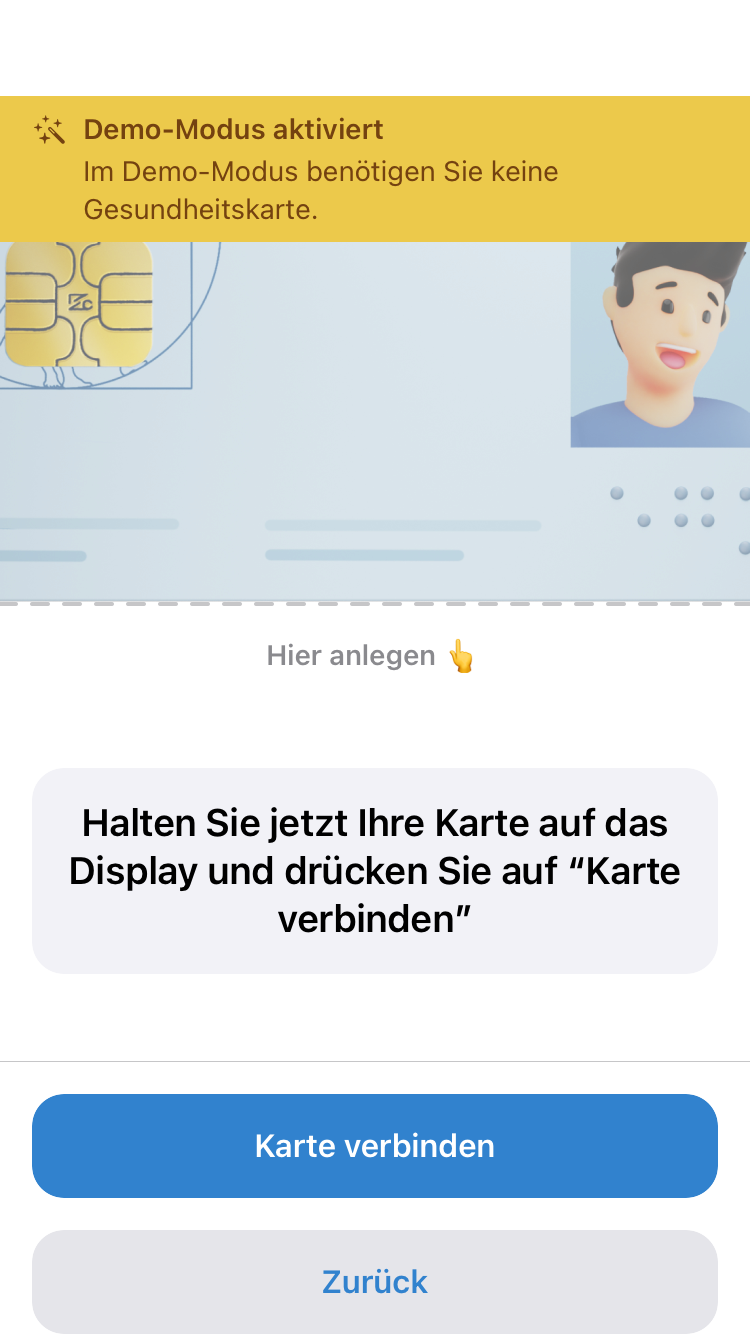 Demo-Modus aktiviert
Im Demo-Modus benötigen Sie keine
Gesundheitskarte.
Hier anlegen 👆
Halten Sie jetzt Ihre Karte auf das
Display und drücken Sie auf “Karte
verbinden”
Karte verbinden
Zurück